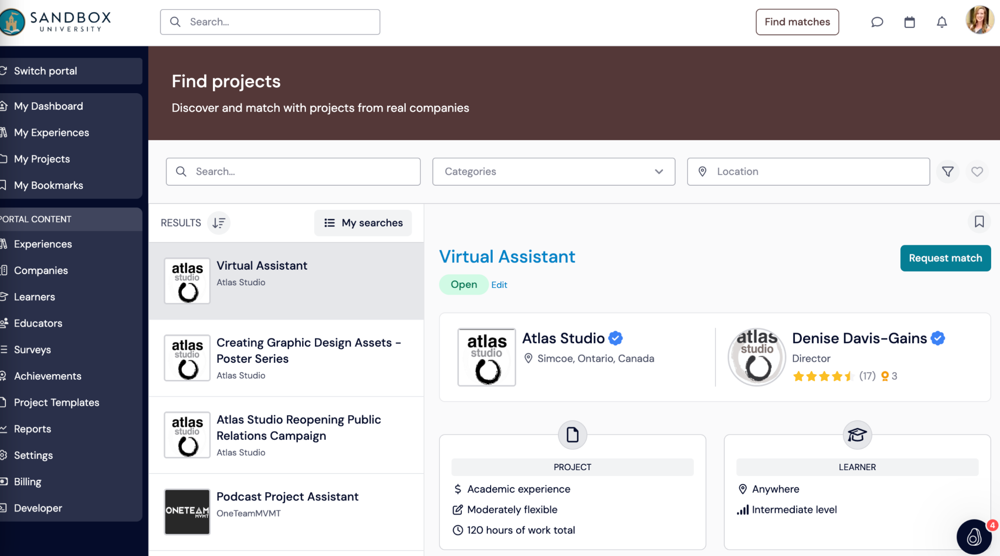 SANDBOX
UNIVERSITY
Search...
Find matches
Switch portal
My Dashboard
My Experiences
My Projects
My Bookmarks
PORTAL CONTENT
Experiences
Companies
Learners
Educators
Surveys
Achievements
Project Templates
Reports
Settings
Billing
Developer
Find projects
Discover and match with projects from real companies
Search...
Categories
Location
RESULTS
My searches
atlas
studio
Virtual Assistant
Atlas Studio
atlas
studio
Creating Graphic Design Assets -
Poster Series
Atlas Studio
atlas
studio
Atlas Studio Reopening Public
Relations Campaign
Atlas Studio
ONETEAM
MVMT
Podcast Project Assistant
OneTeamMVMT
Virtual Assistant
Request match
Open Edit
atlas
studio
Atlas Studio
Simcoe, Ontario, Canada
atlas
studio
Denise Davis-Gains
Director
(17) 3
PROJECT
$ Academic experience
Moderately flexible
120 hours of work total
LEARNER
Anywhere
Intermediate level
4